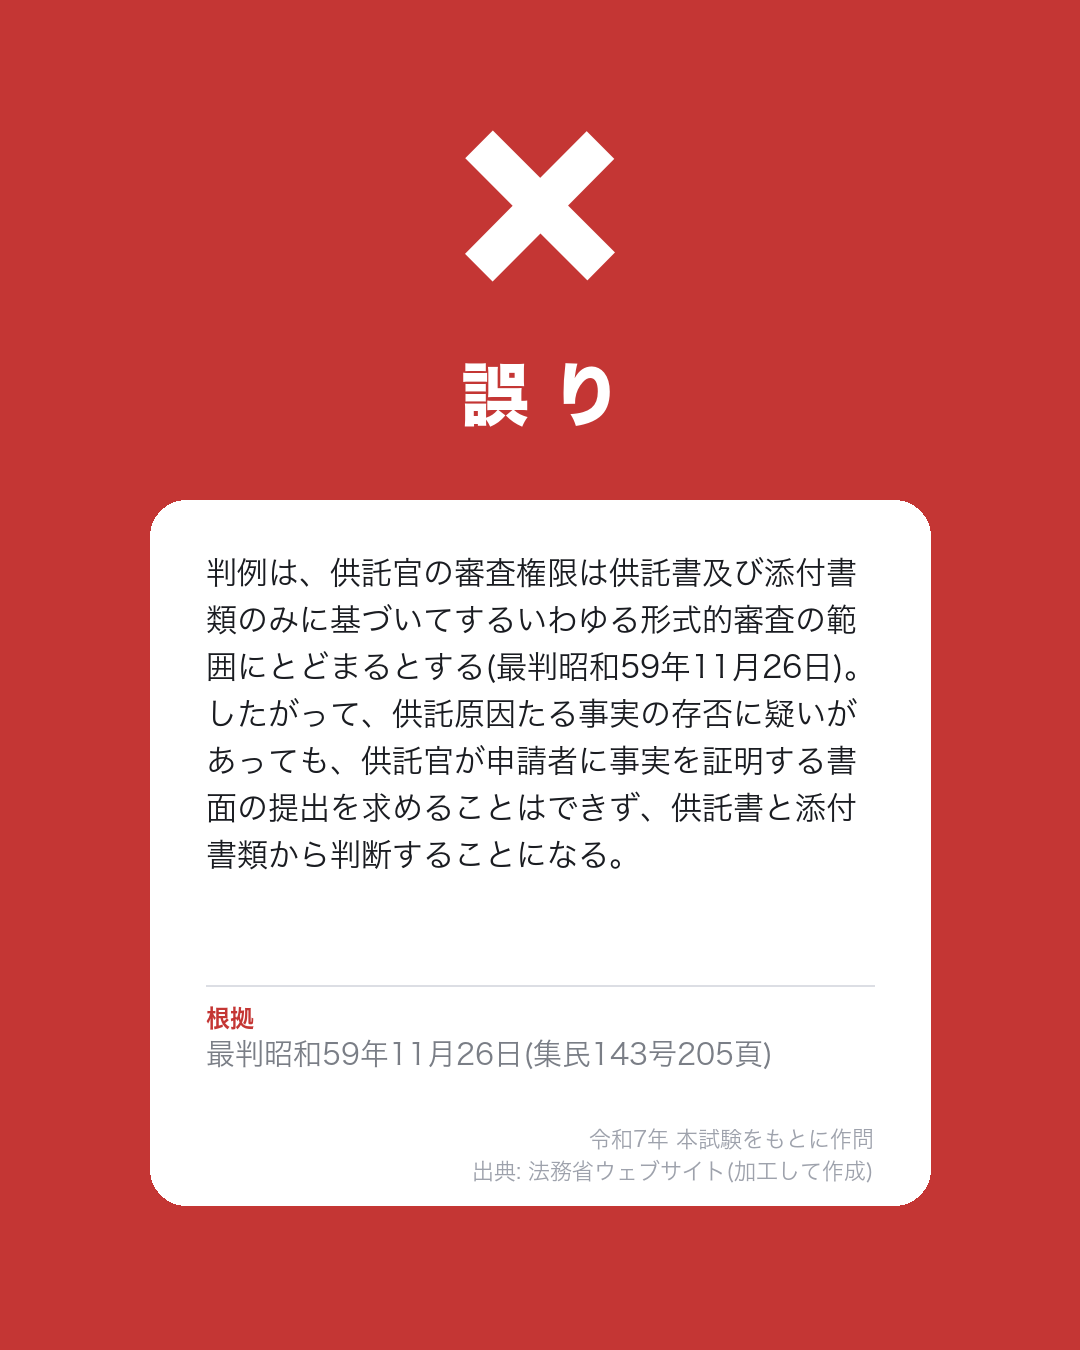 誤り
判例は、供託官の審査権限は供託書及び添付書
類のみに基づいてするいわゆる形式的審査の範
囲にとどまるとする(最判昭和59年11月26日)。
したがって、供託原因たる事実の存否に疑いが
あっても、供託官が申請者に事実を証明する書
面の提出を求めることはできず、供託書と添付
書類から判断することになる。
根拠
最判昭和59年11月26日(集民143号205頁)
令和7年 本試験をもとに作問
出典: 法務省ウェブサイト(加工して作成)